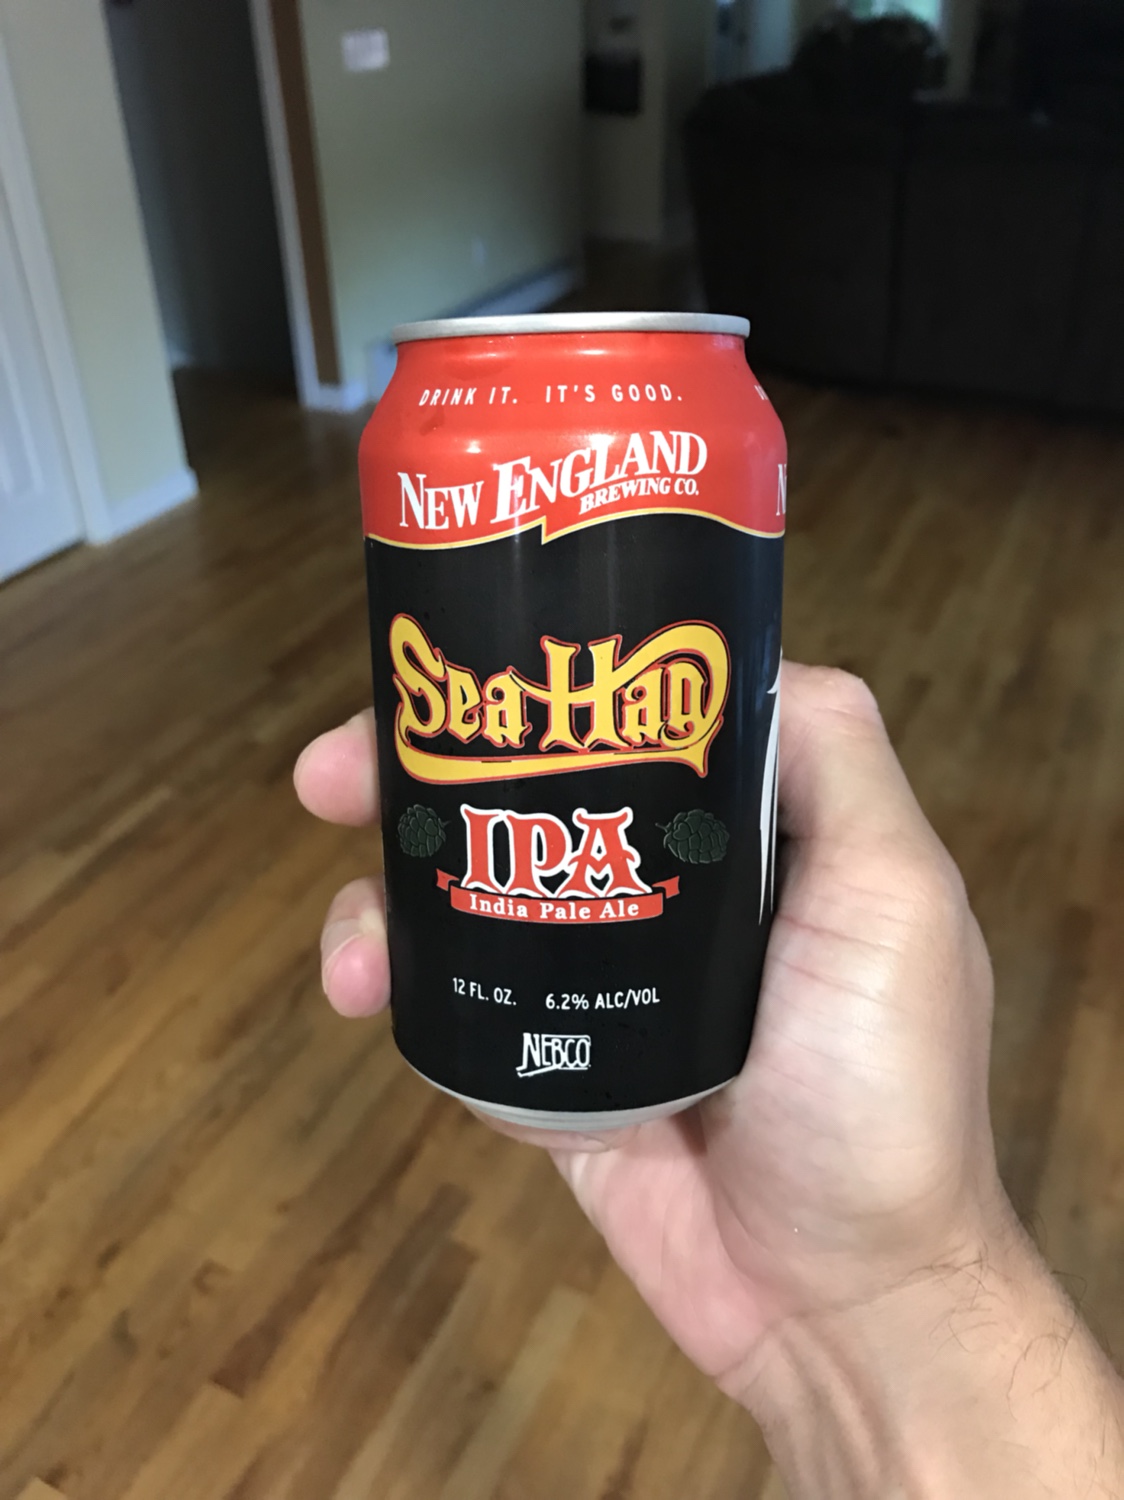 DRINK IT. IT'S GOOD.
NEW ENGLAND
BREWING CO.
Sea Hag
IPA
India Pale Ale
12 FL. OZ. 6.2% ALC/VOL
NEBCO